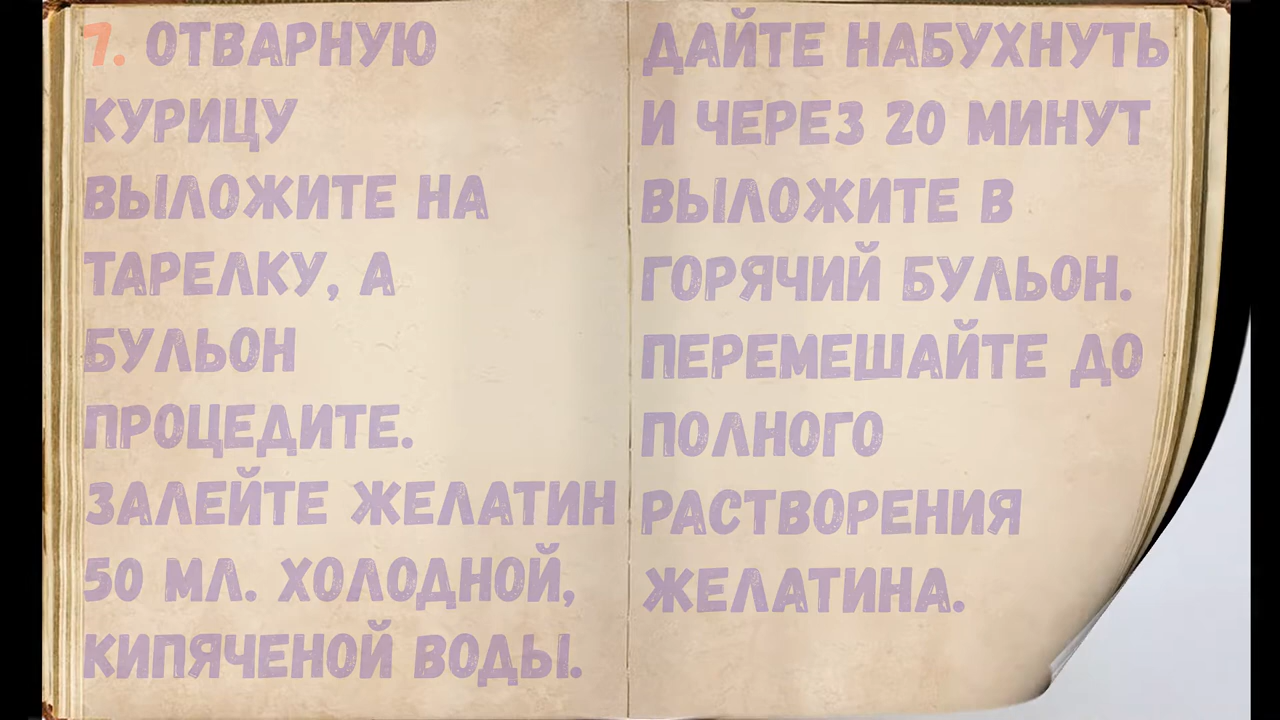 7. ОТВАРНУЮ
КУРИЦУ
ВЫЛОЖИТЕ НА
ТАРЕЛКУ, А
БУЛЬОН
ПРОЦЕДИТЕ.
ЗАЛЕЙТЕ ЖЕЛАТИН
50 МЛ. ХОЛОДНОЙ,
КИПЯЧЕНОЙ ВОДЫ.
ДАЙТЕ НАБУХНУТЬ
И ЧЕРЕЗ 20 МИНУТ
ВЫЛОЖИТЕ В
ГОРЯЧИЙ БУЛЬОН.
ПЕРЕМЕШАЙТЕ ДО
ПОЛНОГО
РАСТВОРЕНИЯ
ЖЕЛАТИНА.